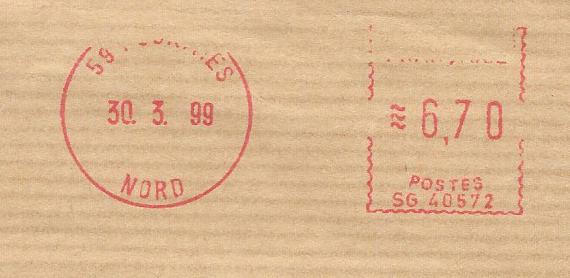 59
30. 3. 99
NORD
≋ 6,70
POSTES
SG 40572